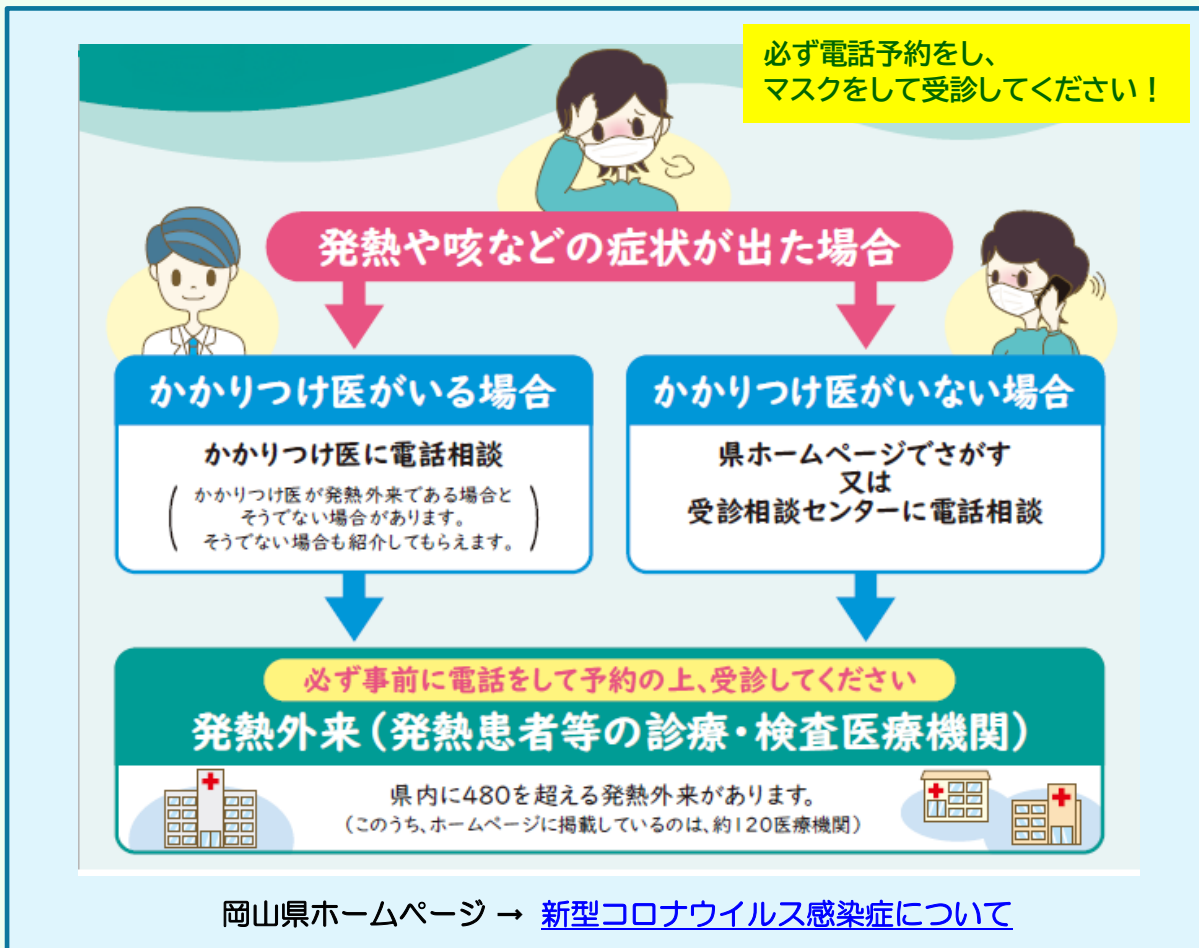 必ず電話予約をし、
マスクをして受診してください！
発熱や咳などの症状が出た場合
かかりつけ医がいる場合
かかりつけ医に電話相談
かかりつけ医が発熱外来である場合と
そうでない場合があります。
そうでない場合も紹介してもらえます。
かかりつけ医がいない場合
県ホームページでさがす
又は
受診相談センターに電話相談
必ず事前に電話をして予約の上、受診してください
発熱外来（発熱患者等の診療・検査医療機関）
県内に480を超える発熱外来があります。
（このうち、ホームページに掲載しているのは、約120医療機関）
岡山県ホームページ → 新型コロナウイルス感染症について